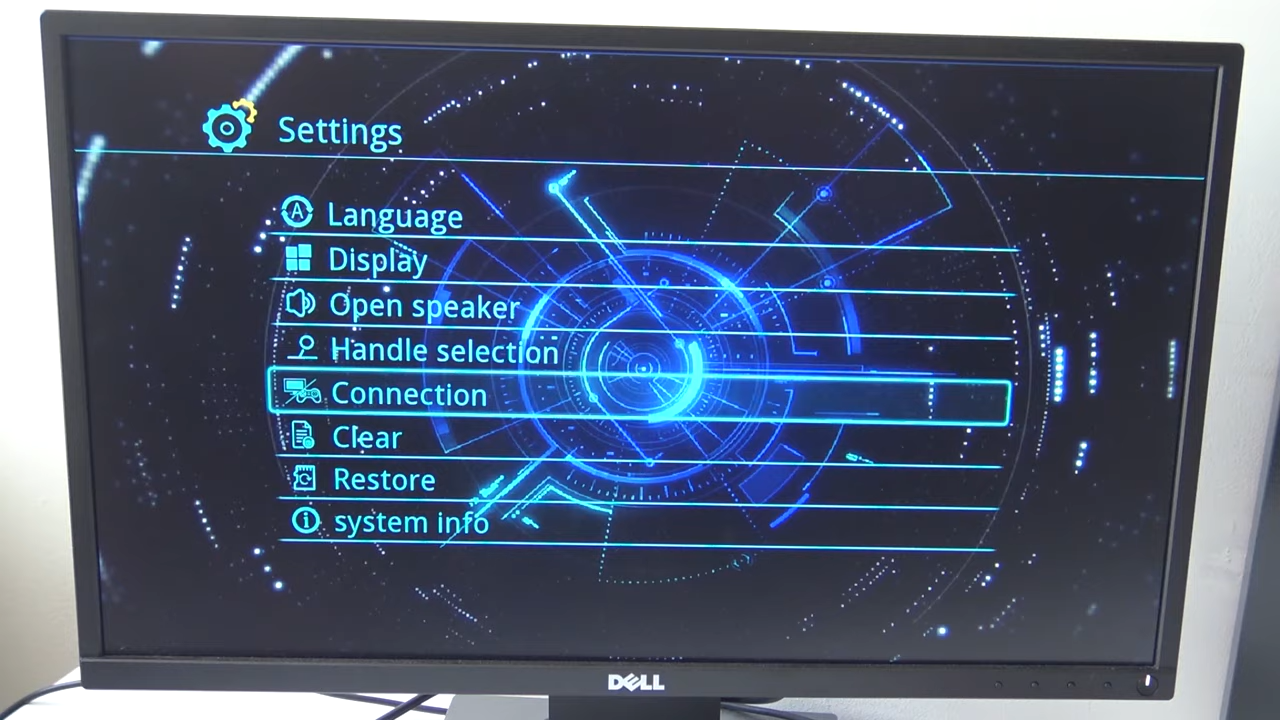 Settings
Language
Display
Open speaker
Handle selection
Connection
Clear
Restore
system info
DELL